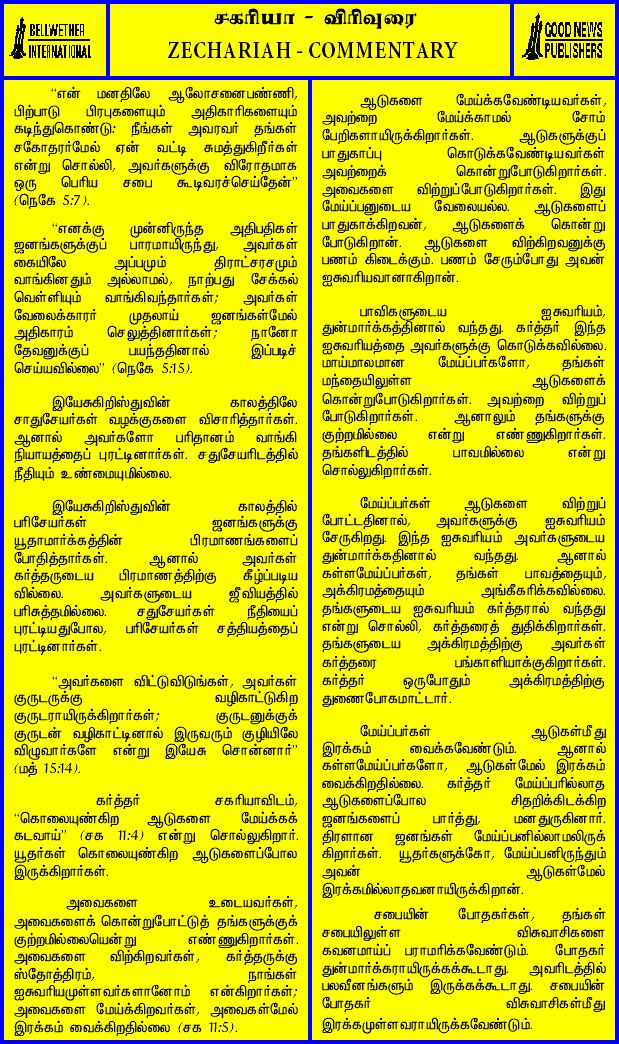 BELLWETHER
INTERNATIONAL
சகரியா - விரிவுரை
ZECHARIAH - COMMENTARY
GOOD NEWS
PUBLISHERS
“என் மனதிலே ஆலோசனைபண்ணி,
பிற்பாடு பிரபுகளையும் அதிகாரிகளையும்
கடிந்துகொண்டு: நீங்கள் அவரவர் தங்கள்
சகோதரர்மேல் ஏன் வட்டி சுமத்துகிறீர்கள்
என்று சொல்லி, அவர்களுக்கு விரோதமாக
ஒரு பெரிய சபை கூடிவரச்செய்தேன்”
(நெகே 5:7).
“எனக்கு முன்னிருந்த அதிபதிகள்
ஜனங்களுக்குப் பாரமாயிருந்து, அவர்கள்
கையிலே அப்பமும் திராட்சரசமும்
வாங்கினதும் அல்லாமல், நாற்பது சேக்கல்
வெள்ளியும் வாங்கிவந்தார்கள்; அவர்கள்
வேலைக்காரர் முதலாய் ஜனங்கள்மேல்
அதிகாரம் செலுத்தினார்கள்; நானோ
தேவனுக்குப் பயந்ததினால் இப்படிச்
செய்யவில்லை” (நெகே 5:15).
இயேசுகிறிஸ்துவின் காலத்திலே
சாதுசேயர்கள் வழக்குகளை விசாரித்தார்கள்.
ஆனால் அவர்களோ பரிதானம் வாங்கி
நியாயத்தைப் புரட்டினார்கள். சதுசேயரிடத்தில்
நீதியும் உண்மையுமில்லை.
இயேசுகிறிஸ்துவின் காலத்தில்
பரிசேயர்கள் ஜனங்களுக்கு
யூதாமார்க்கத்தின் பிரமாணங்களைப்
போதித்தார்கள். ஆனால் அவர்கள்
கர்த்தருடைய பிரமாணத்திற்கு கீழ்ப்படிய
வில்லை. அவர்களுடைய ஜீவியத்தில்
பரிசுத்தமில்லை. சதுசேயர்கள் நீதியைப்
புரட்டியதுபோல, பரிசேயர்கள் சத்தியத்தைப்
புரட்டினார்கள்.
“அவர்களை விட்டுவிடுங்கள், அவர்கள்
குருடருக்கு வழிகாட்டுகிற
குருடராயிருக்கிறார்கள்; குருடனுக்குக்
குருடன் வழிகாட்டினால் இருவரும் குழியிலே
விழுவார்களே என்று இயேசு சொன்னார்”
(மத் 15:14).
கர்த்தர் சகரியாவிடம்,
“கொலையுண்கிற ஆடுகளை மேய்க்கக்
கடவாய்” (சக 11:4) என்று சொல்லுகிறார்.
யூதர்கள் கொலையுண்கிற ஆடுகளைப்போல
இருக்கிறார்கள்.
அவைகளை உடையவர்கள்,
அவைகளைக் கொன்றுபோட்டுத் தங்களுக்குக்
குற்றமில்லையென்று எண்ணுகிறார்கள்.
அவைகளை விற்கிறவர்கள், கர்த்தருக்கு
ஸ்தோத்திரம், நாங்கள்
ஐசுவரியமுள்ளவர்களானோம் என்கிறார்கள்;
அவைகளை மேய்க்கிறவர்கள், அவைகள்மேல்
இரக்கம் வைக்கிறதில்லை (சக 11:5).
ஆடுகளை மேய்க்கவேண்டியவர்கள்,
அவற்றை மேய்க்காமல் சோம்
பேறிகளாயிருக்கிறார்கள். ஆடுகளுக்குப்
பாதுகாப்பு கொடுக்கவேண்டியவர்கள்
அவற்றைக் கொன்றுபோடுகிறார்கள்.
அவைகளை விற்றுப்போடுகிறார்கள். இது
மேய்ப்பனுடைய வேலையல்ல. ஆடுகளைப்
பாதுகாக்கிறவன், ஆடுகளைக் கொன்று
போடுகிறான். ஆடுகளை விற்கிறவனுக்கு
பணம் கிடைக்கும். பணம் சேரும்போது அவன்
ஐசுவரியவானாகிறான்.
பாவிகளுடைய ஐசுவரியம்,
துன்மார்க்கத்தினால் வந்தது. கர்த்தர் இந்த
ஐசுவரியத்தை அவர்களுக்கு கொடுக்கவில்லை.
மாய்மாலமான மேய்ப்பர்களோ, தங்கள்
மந்தையிலுள்ள ஆடுகளைக்
கொன்றுபோடுகிறார்கள். அவற்றை விற்றுப்
போடுகிறார்கள். ஆனாலும் தங்களுக்கு
குற்றமில்லை என்று எண்ணுகிறார்கள்.
தங்களிடத்தில் பாவமில்லை என்று
சொல்லுகிறார்கள்.
மேய்ப்பர்கள் ஆடுகளை விற்றுப்
போட்டதினால், அவர்களுக்கு ஐசுவரியம்
சேருகிறது. இந்த ஐசுவரியம் அவர்களுடைய
துன்மார்க்கதினால் வந்தது. ஆனால்
கள்ளமேய்ப்பர்கள், தங்கள் பாவத்தையும்,
அக்கிரமத்தையும் அங்கீகரிக்கவில்லை.
தங்களுடைய ஐசுவரியம் கர்த்தரால் வந்தது
என்று சொல்லி, கர்த்தரைத் துதிக்கிறார்கள்.
தங்களுடைய அக்கிரமத்திற்கு அவர்கள்
கர்த்தரை பங்காளியாக்குகிறார்கள்.
கர்த்தர் ஒருபோதும் அக்கிரமத்திற்கு
துணைபோகமாட்டார்.
மேய்ப்பர்கள் ஆடுகள்மீது
இரக்கம் வைக்கவேண்டும். ஆனால்
கள்ளமேய்ப்பர்களோ, ஆடுகள்மேல் இரக்கம்
வைக்கிறதில்லை. கர்த்தர் மேய்ப்பரில்லாத
ஆடுகளைப்போல சிதறிக்கிடக்கிற
ஜனங்களைப் பார்த்து, மனதுருகினார்.
திரளான ஜனங்கள் மேய்ப்பனில்லாமலிருக்
கிறார்கள். யூதர்களுக்கோ, மேய்ப்பனிருந்தும்
அவன் ஆடுகள்மேல்
இரக்கமில்லாதவனாயிருக்கிறான்.
சபையின் போதகர்கள், தங்கள்
சபையிலுள்ள விசுவாசிகளை
கவனமாய்ப் பராமரிக்கவேண்டும். போதகர்
துன்மார்க்கராயிருக்கக்கூடாது. அவரிடத்தில்
பலவீனங்களும் இருக்கக்கூடாது. சபையின்
போதகர் விசுவாசிகள்மீது
இரக்கமுள்ளவராயிருக்கவேண்டும்.